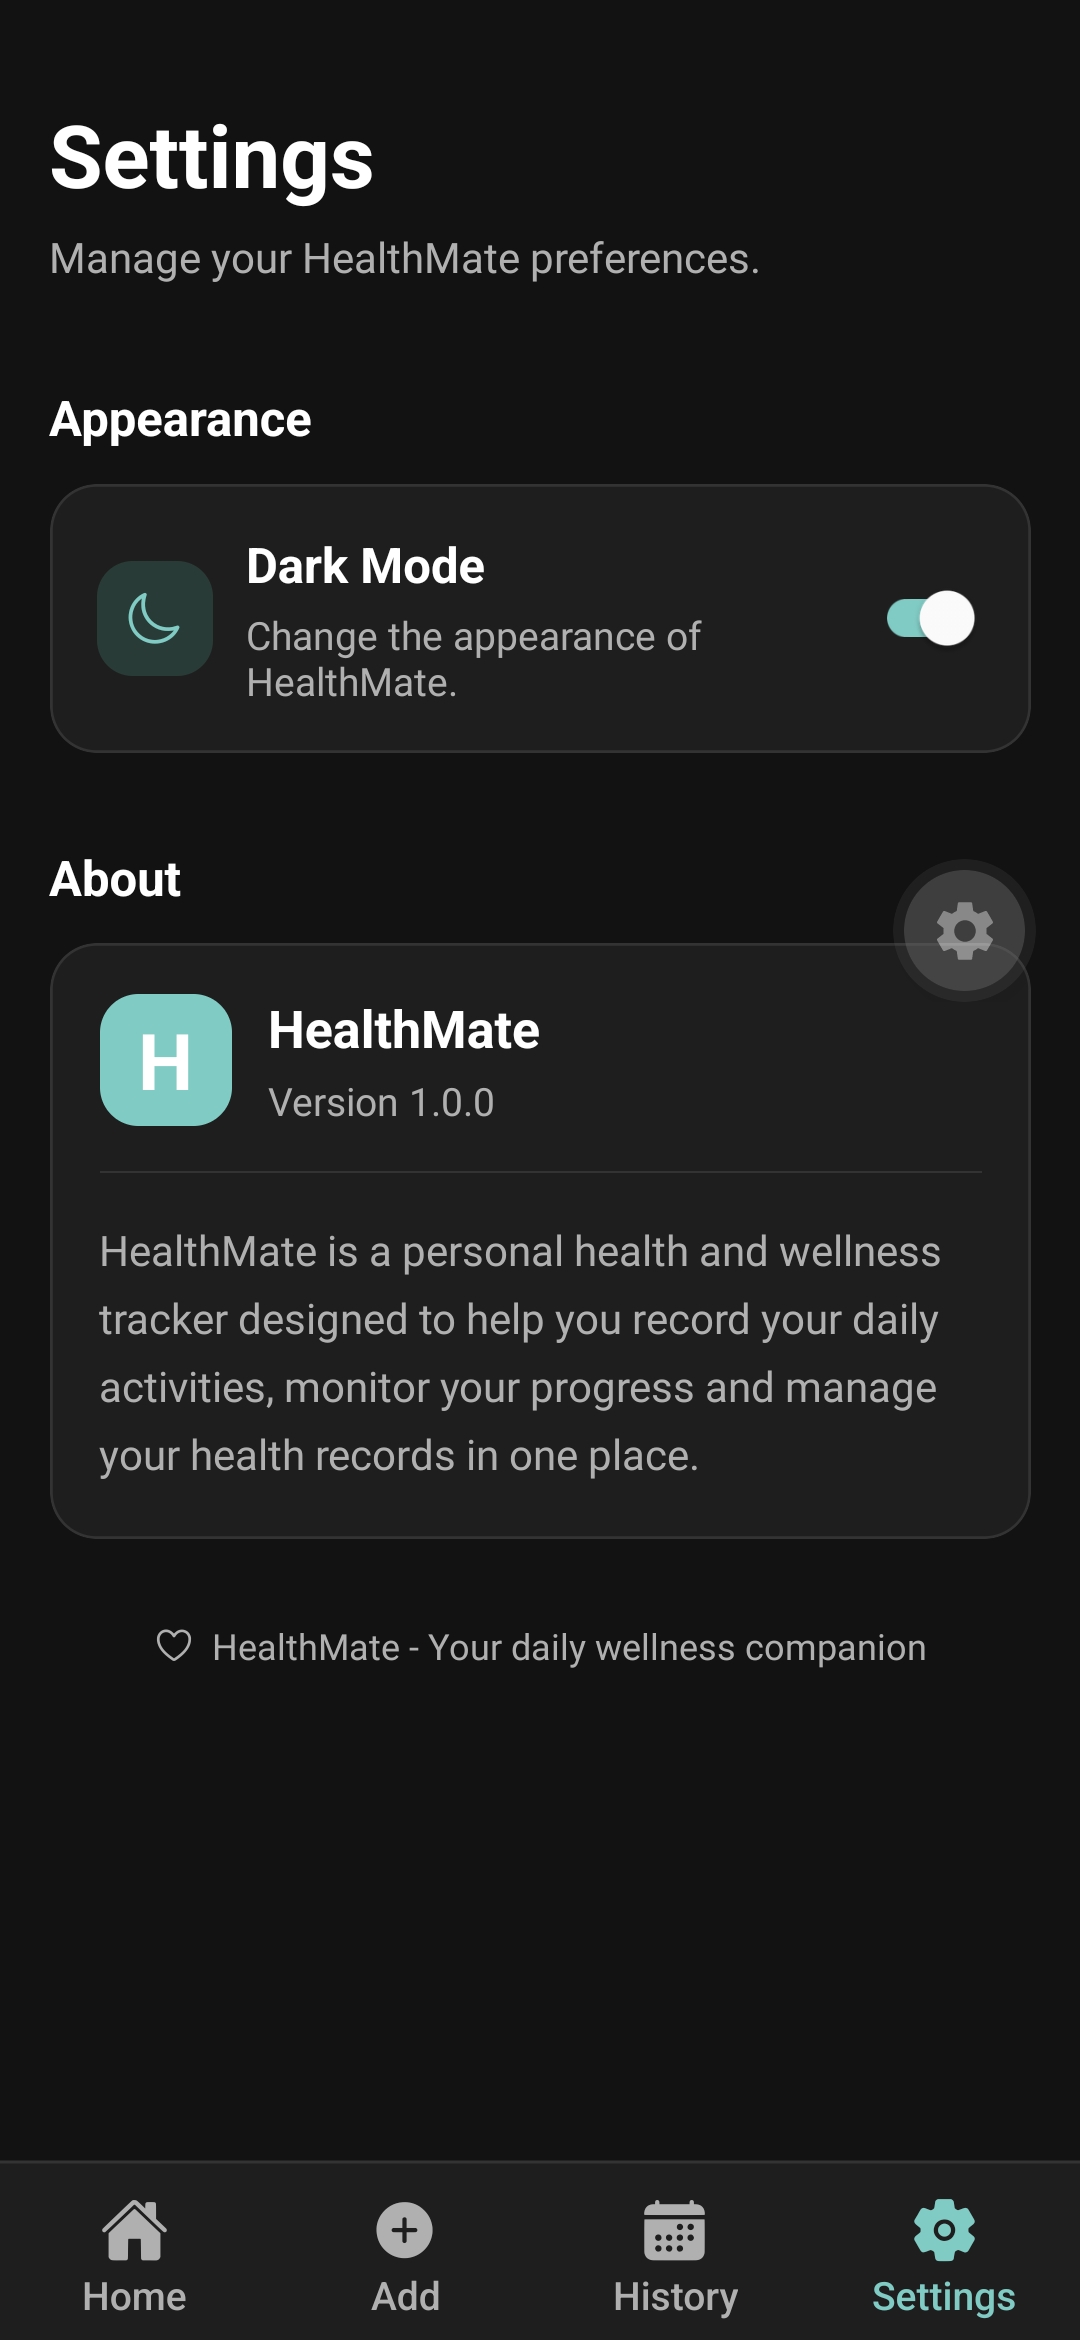 Settings
Manage your HealthMate preferences.
Appearance
Dark Mode
Change the appearance of
HealthMate.
About
H
HealthMate
Version 1.0.0
HealthMate is a personal health and wellness
tracker designed to help you record your daily
activities, monitor your progress and manage
your health records in one place.
HealthMate - Your daily wellness companion
Home
Add
History
Settings